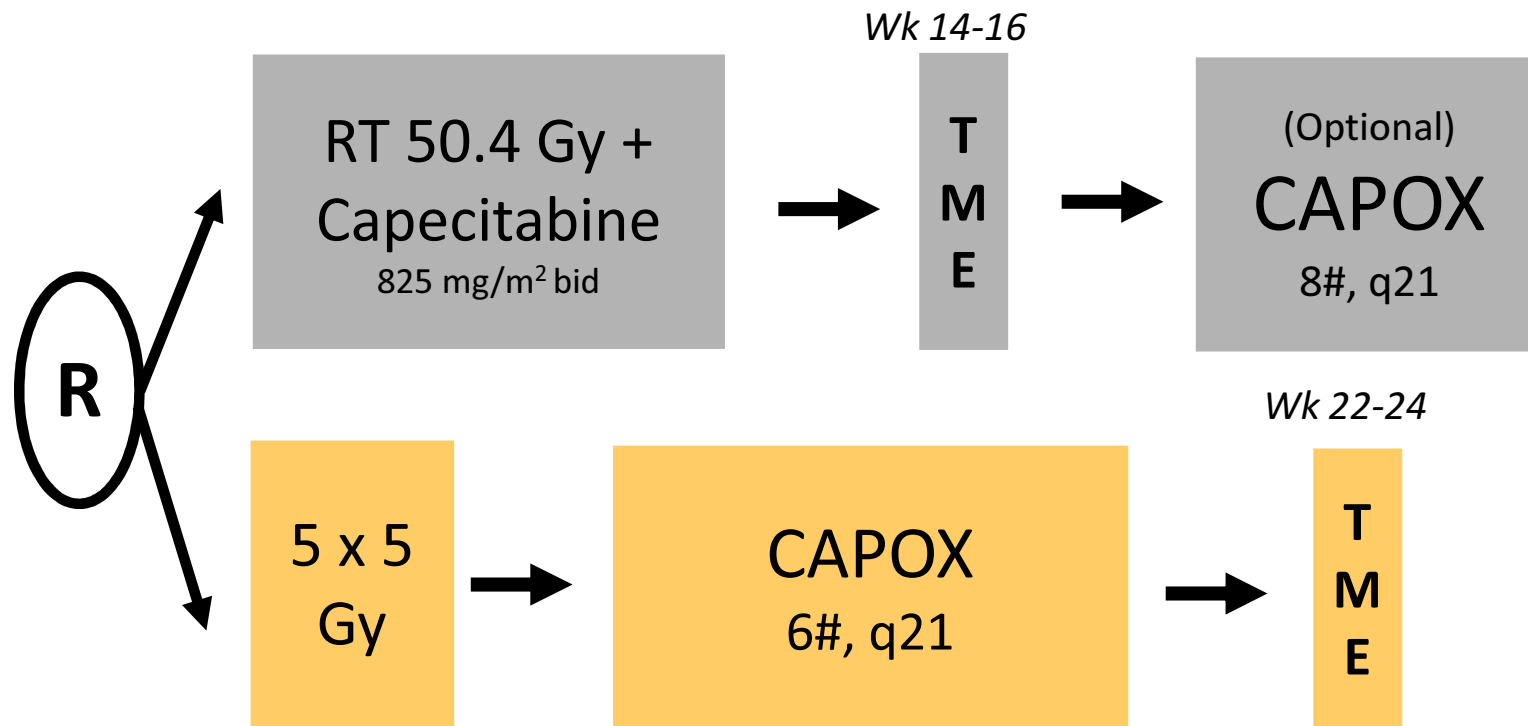 Wk 14-16
RT 50.4 Gy +
Capecitabine
825 mg/m² bid
T
M
E
(Optional)
CAPOX
8#, q21
R
Wk 22-24
5 x 5
Gy
CAPOX
6#, q21
T
M
E